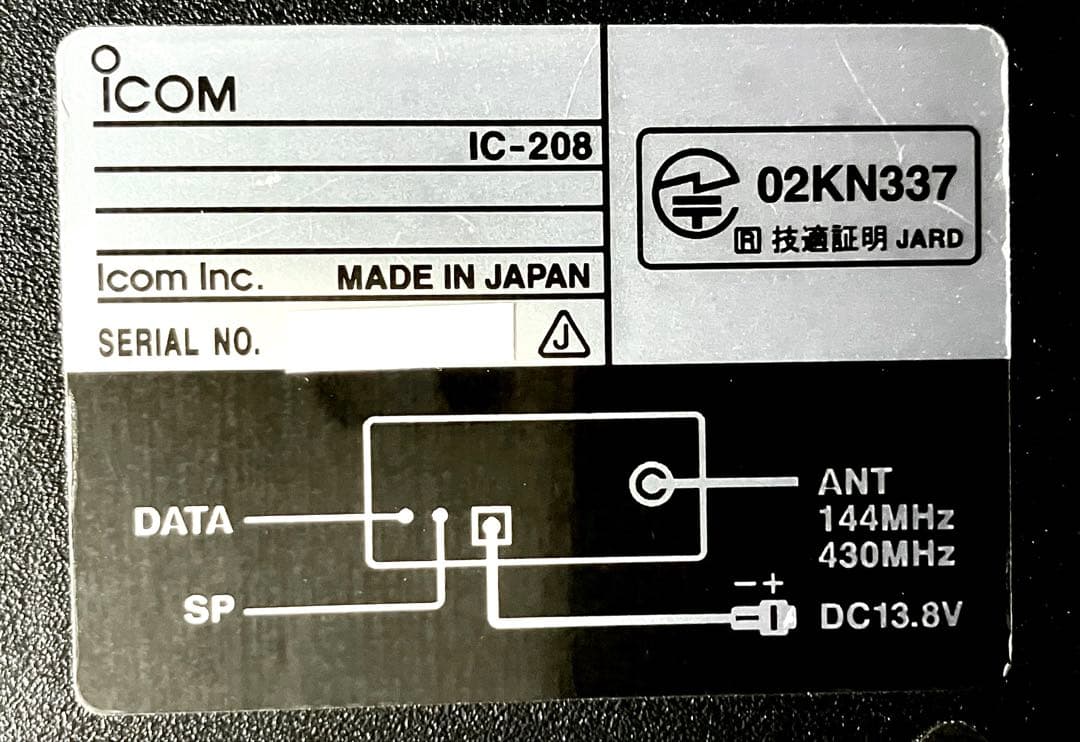 ICOM
IC-208
Icom Inc. MADE IN JAPAN
SERIAL NO. J
02KN337
R 技適証明 JARD
DATA
SP
ANT
144MHz
430MHz
- +
DC13.8V